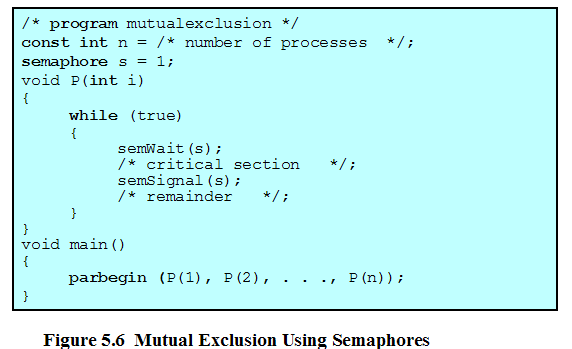 /* program mutualexclusion */
const int n = /* number of processes */;
semaphore s = 1;
void P(int i)
{
while (true)
{
semWait(s);
/* critical section */;
semSignal(s);
/* remainder */;
}
}
void main()
{
parbegin (P(1), P(2), . . ., P(n));
}
Figure 5.6 Mutual Exclusion Using Semaphores